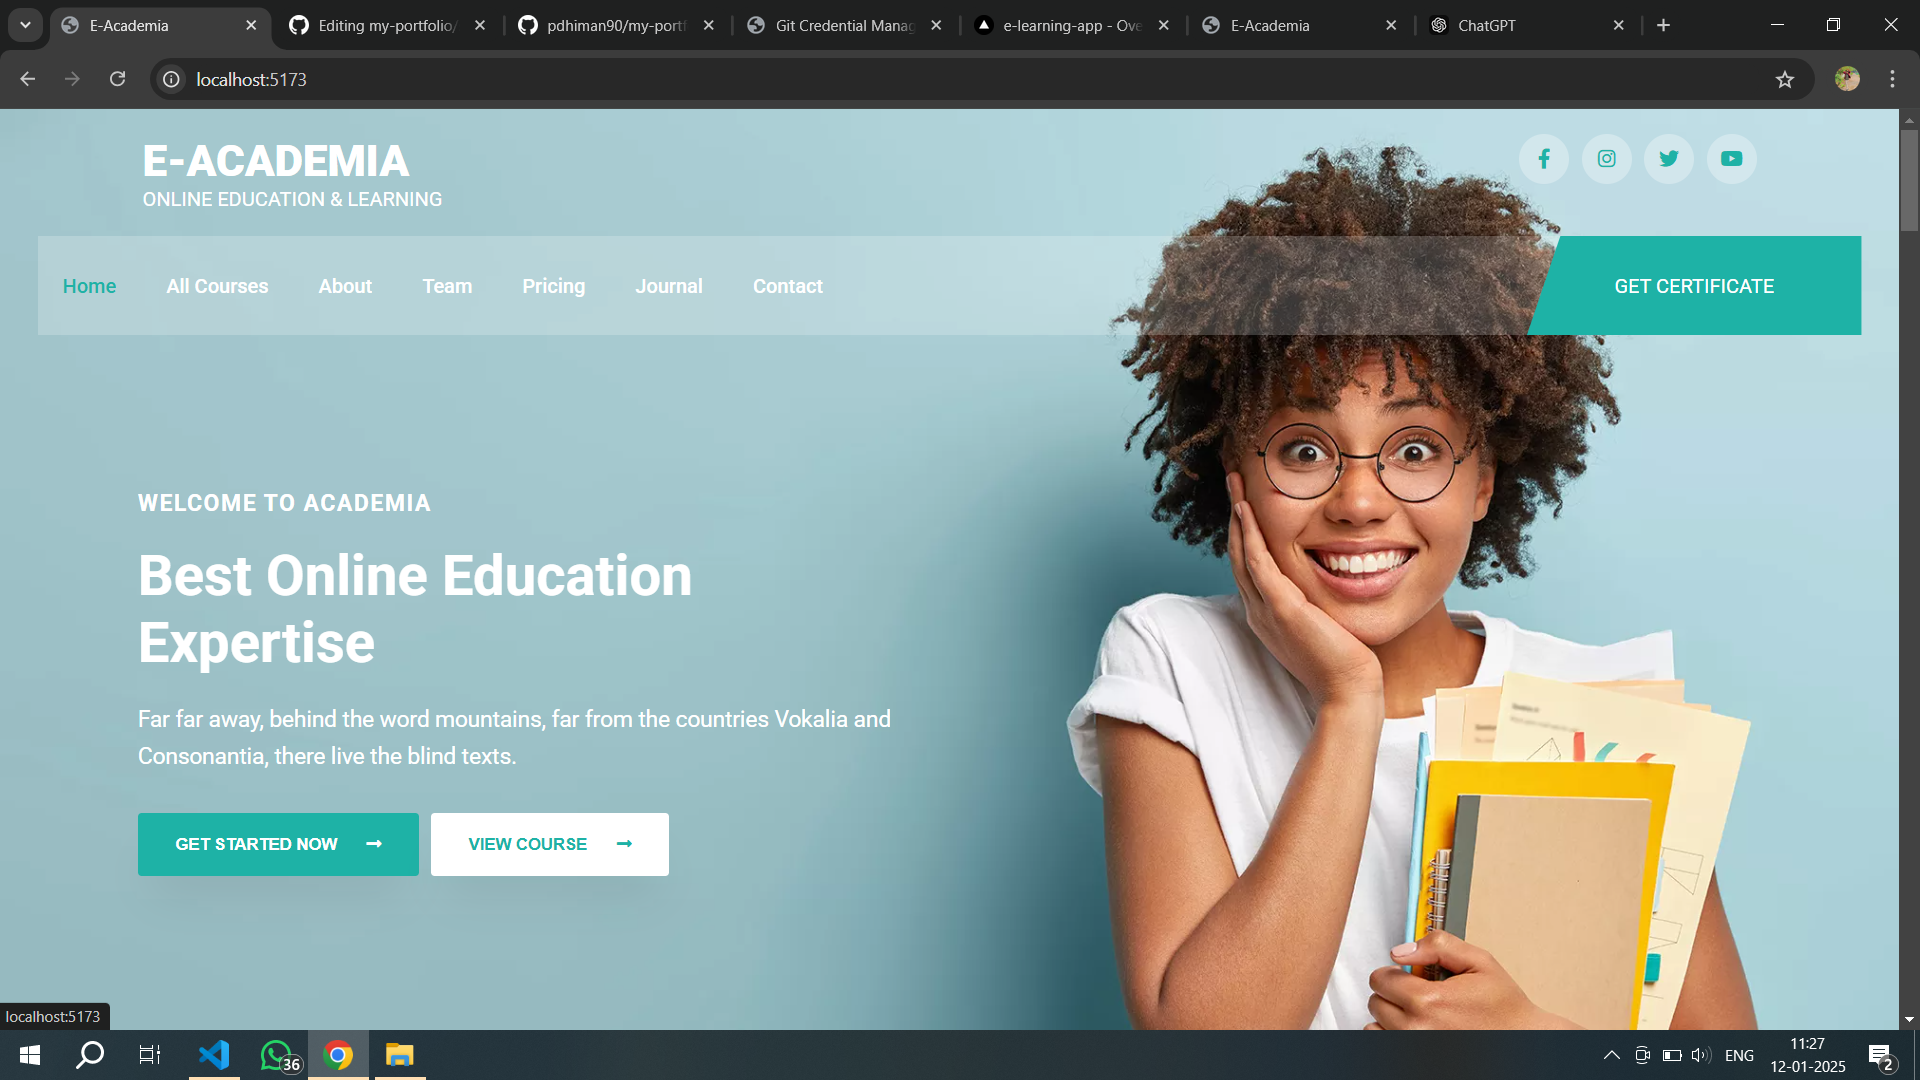 E-Academia
Editing my-portfolio/
pdhiman90/my-portf
Git Credential Manag
e-learning-app - Ove
E-Academia
ChatGPT
localhost:5173
E-ACADEMIA
ONLINE EDUCATION & LEARNING
Home
All Courses
About
Team
Pricing
Journal
Contact
GET CERTIFICATE
WELCOME TO ACADEMIA
Best Online Education
Expertise
Far far away, behind the word mountains, far from the countries Vokalia and
Consonantia, there live the blind texts.
GET STARTED NOW
VIEW COURSE
localhost:5173
36
ENG
11:27
12-01-2025
2